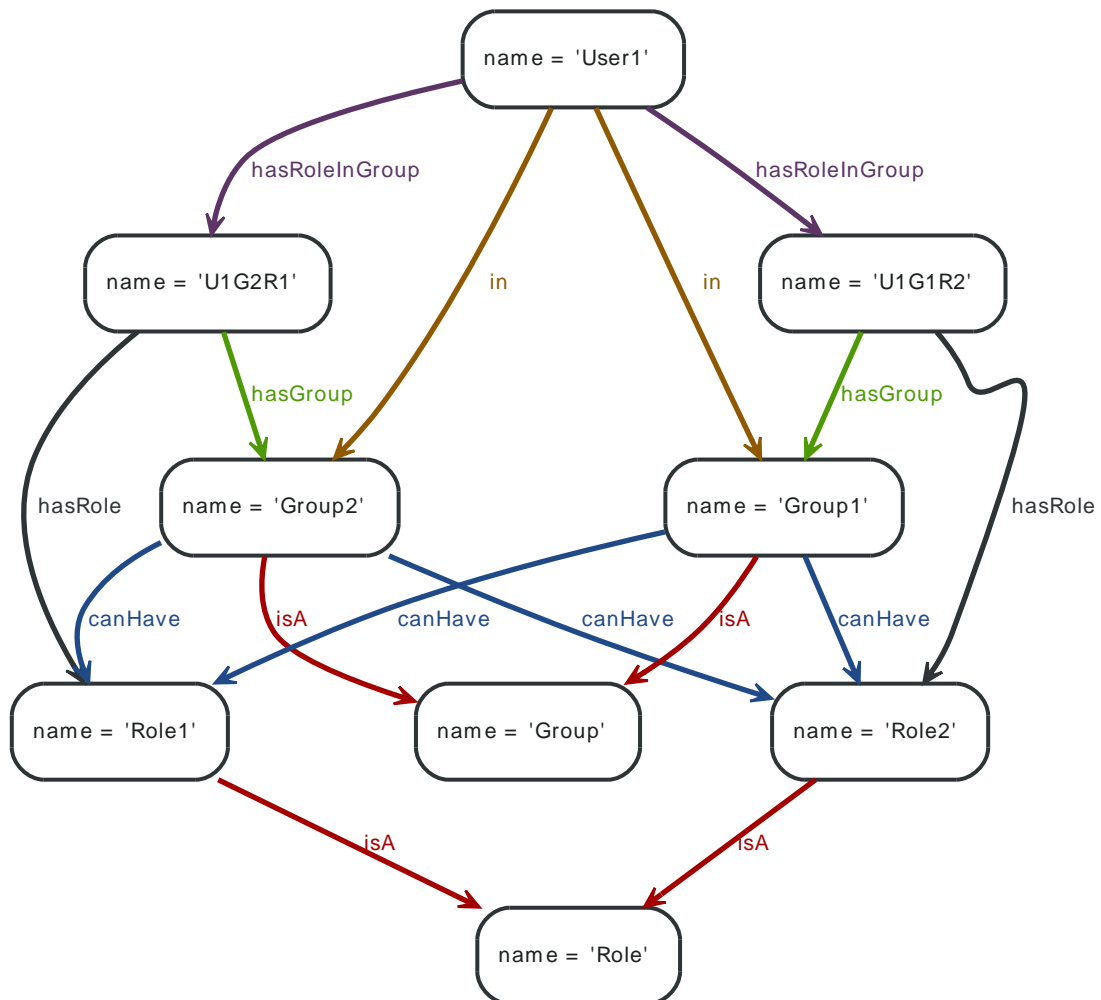 name = 'User1'
hasRoleInGroup
hasRoleInGroup
name = 'U1G2R1'
in
in
name = 'U1G1R2'
hasGroup
hasGroup
hasRole
name = 'Group2'
name = 'Group1'
hasRole
canHave
isA
canHave
canHave
isA
canHave
name = 'Role1'
name = 'Group'
name = 'Role2'
isA
isA
name = 'Role'